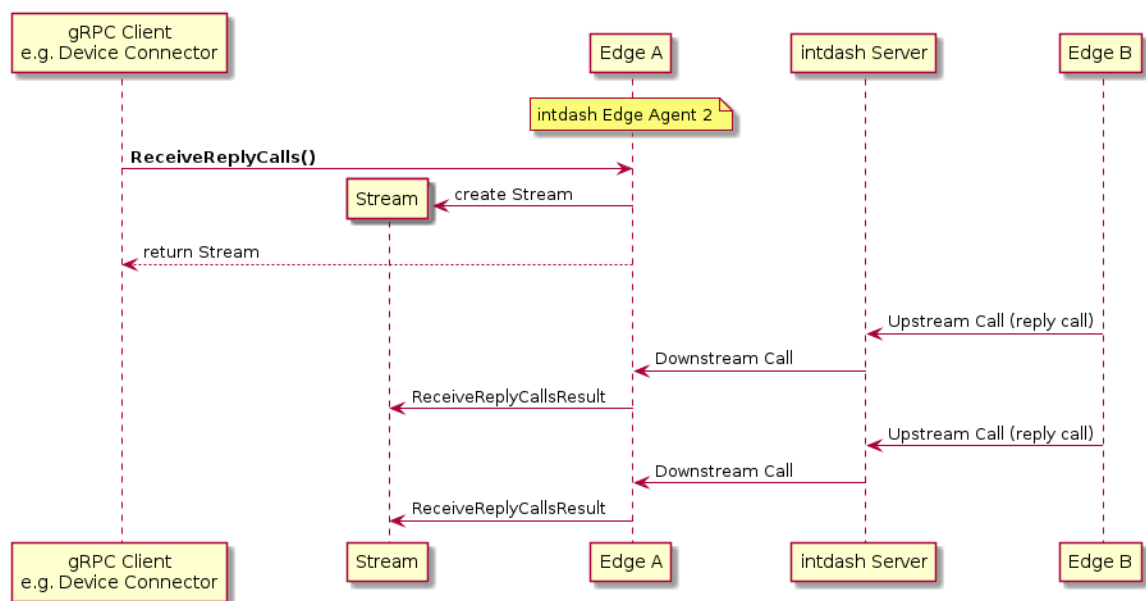 gRPC Client
e.g. Device Connector
Edge A
intdash Server
Edge B
intdash Edge Agent 2
ReceiveReplyCalls()
Stream
create Stream
return Stream
Upstream Call (reply call)
Downstream Call
ReceiveReplyCallsResult
Upstream Call (reply call)
Downstream Call
ReceiveReplyCallsResult
gRPC Client
e.g. Device Connector
Stream
Edge A
intdash Server
Edge B